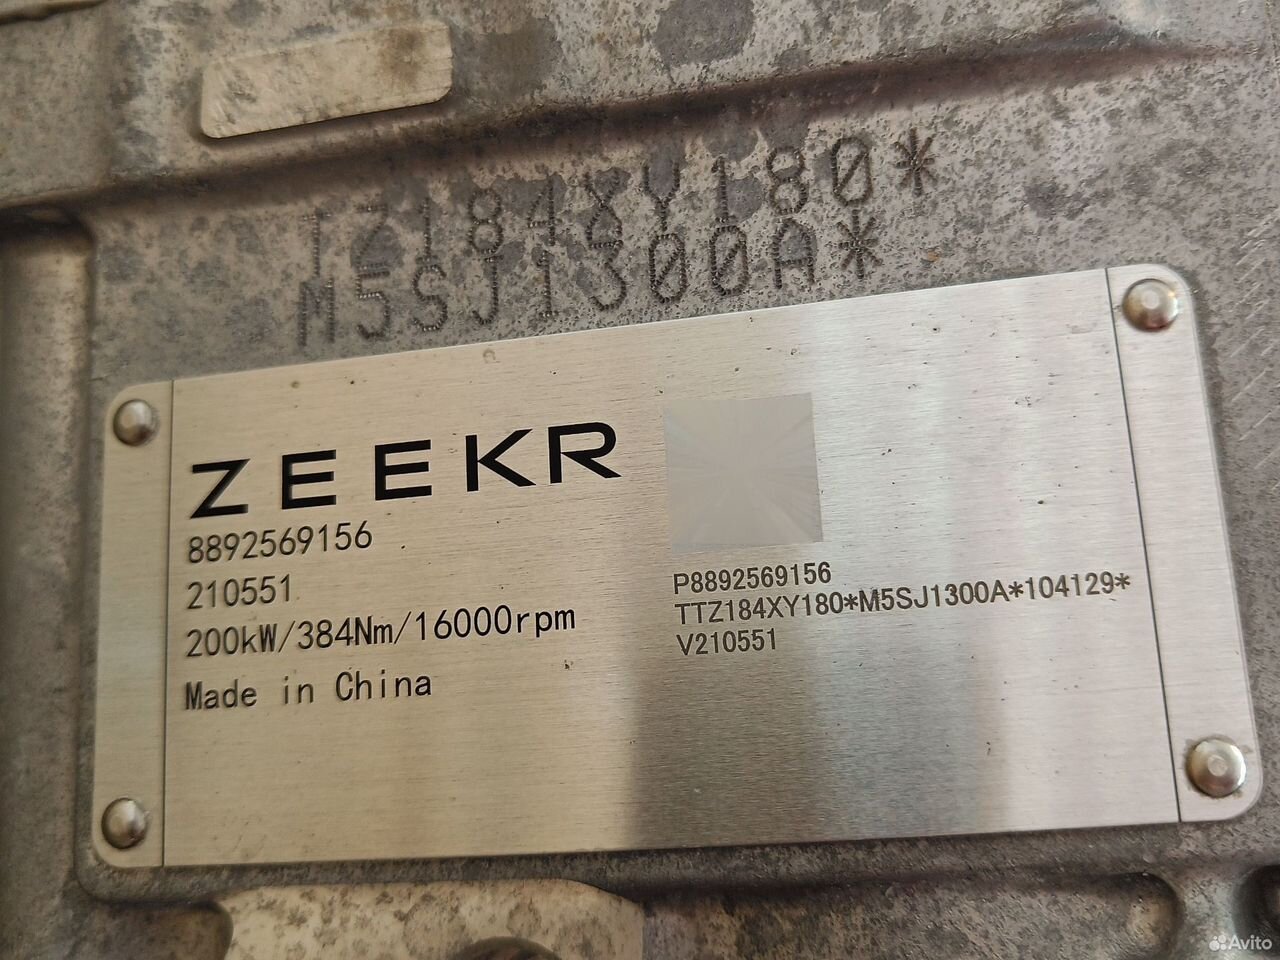 TZ184XY180*
M5SJ1300A*
ZEEKR
8892569156
210551
200kW/384Nm/16000rpm
Made in China
P8892569156
TTZ184XY180*M5SJ1300A*104129*
V210551
Avito